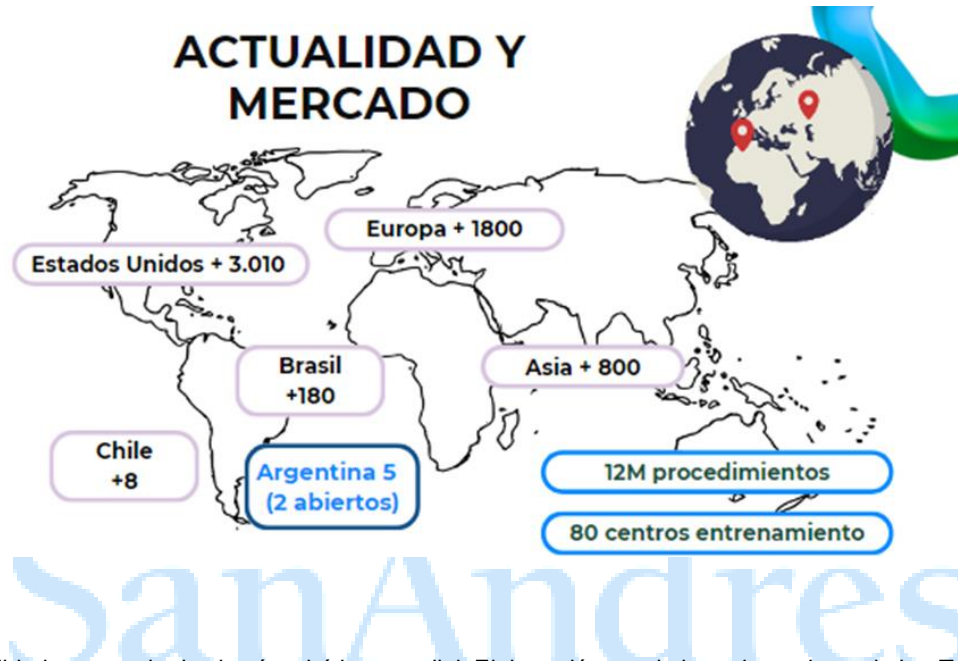 ACTUALIDAD Y
MERCADO
Europa + 1800
Estados Unidos + 3.010
Brasil
+180
Asia + 800
Chile
+8
Argentina 5
(2 abiertos)
12M procedimientos
80 centros entrenamiento
SanAndres